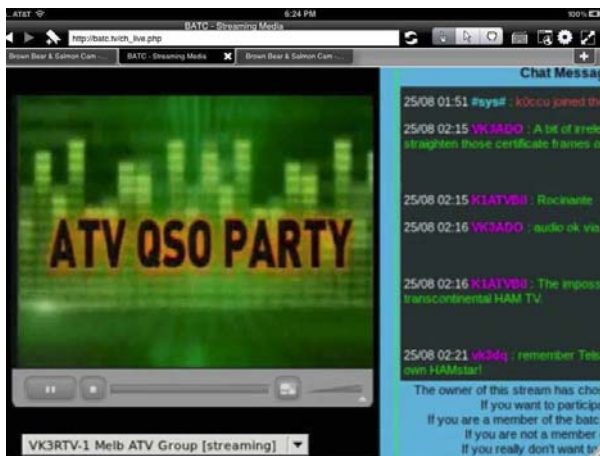 AT&T
6:24 PM
100%
BATC - Streaming Media
http://batc.tv/ch_live.php
Brown Bear & Salmon Cam -...
BATC - Streaming Media
Brown Bear & Salmon Cam -...
Chat Messag
25/08 01:51 #sys# : k0ccu joined the
25/08 02:15 VK3ADO : A bit of irrele
straighten those certificate frames o
25/08 02:15 K1ATVBill : Rocinante
25/08 02:16 VK3ADO : audio ok via
25/08 02:16 K1ATVBill : The imposs
transcontinental HAM TV.
25/08 02:21 vk3dq : remember Tels
own HAMstar!
ATV QSO PARTY
The owner of this stream has chos
If you want to participa
If you are a member of the batc
If you are not a member
If you really don't want to
VK3RTV-1 Melb ATV Group [streaming]